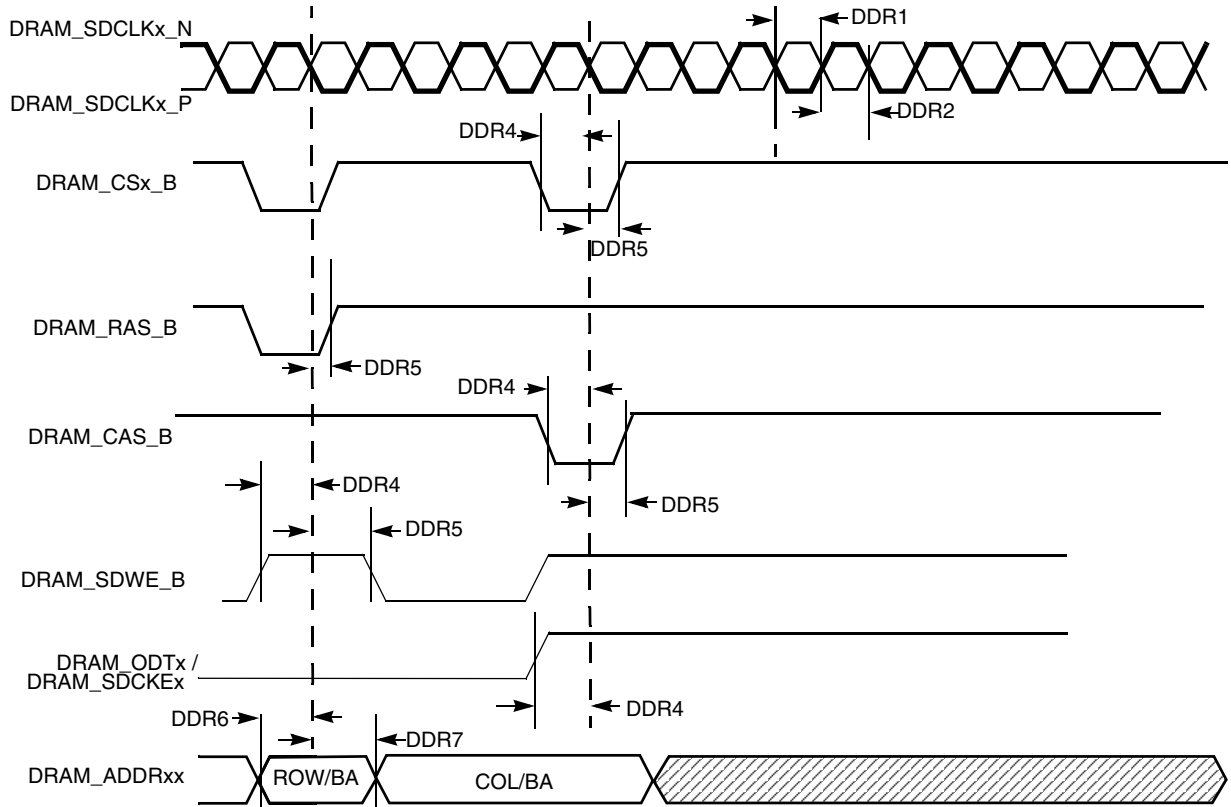 DDR1
DRAM_SDCLKx_N
DRAM_SDCLKx_P
DDR2
DDR4
DRAM_CSx_B
DDR5
DRAM_RAS_B
DDR5
DDR4
DRAM_CAS_B
DDR4
DDR5
DDR5
DRAM_SDWE_B
DRAM_ODTx /
DRAM_SDCKEx
DDR4
DDR6
DDR7
DRAM_ADDRxx
ROW/BA
COL/BA